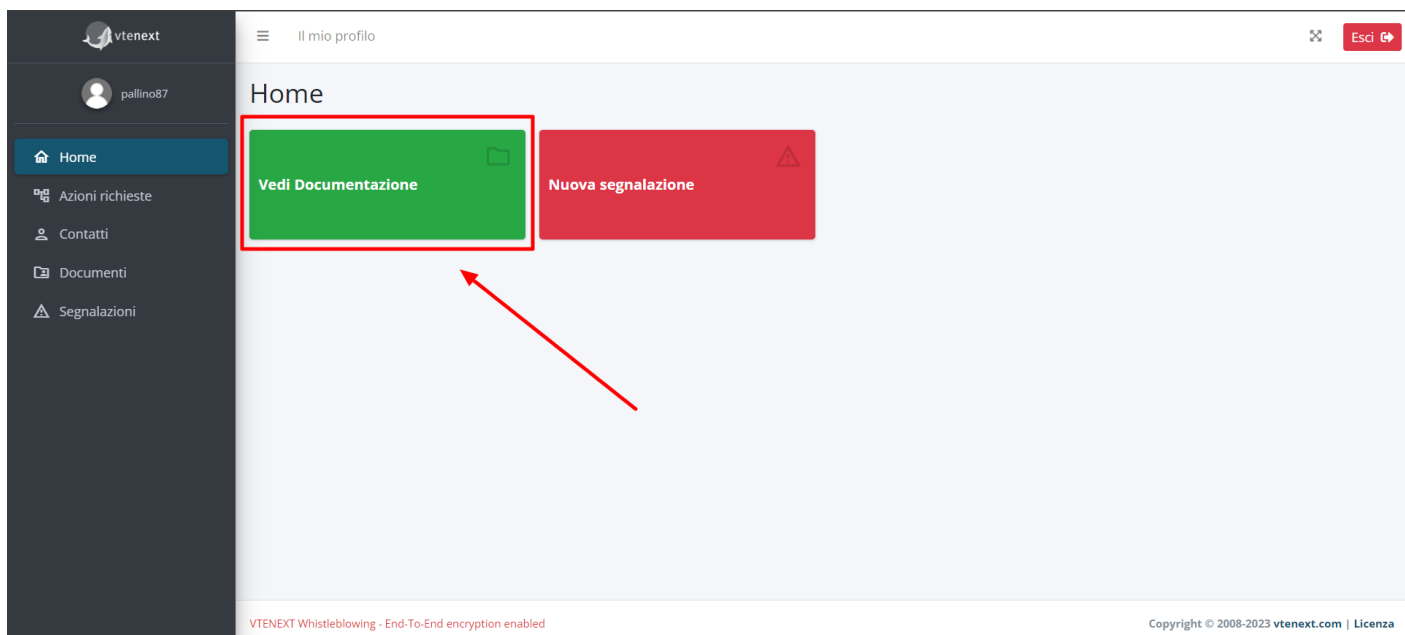 vtenext
Il mio profilo
Esci
pallino87
Home
Home
Azioni richieste
Contatti
Documenti
Segnalazioni
Vedi Documentazione
Nuova segnalazione
VTENEXT Whistleblowing - End-To-End encryption enabled
Copyright © 2008-2023 vtenext.com | Licenza